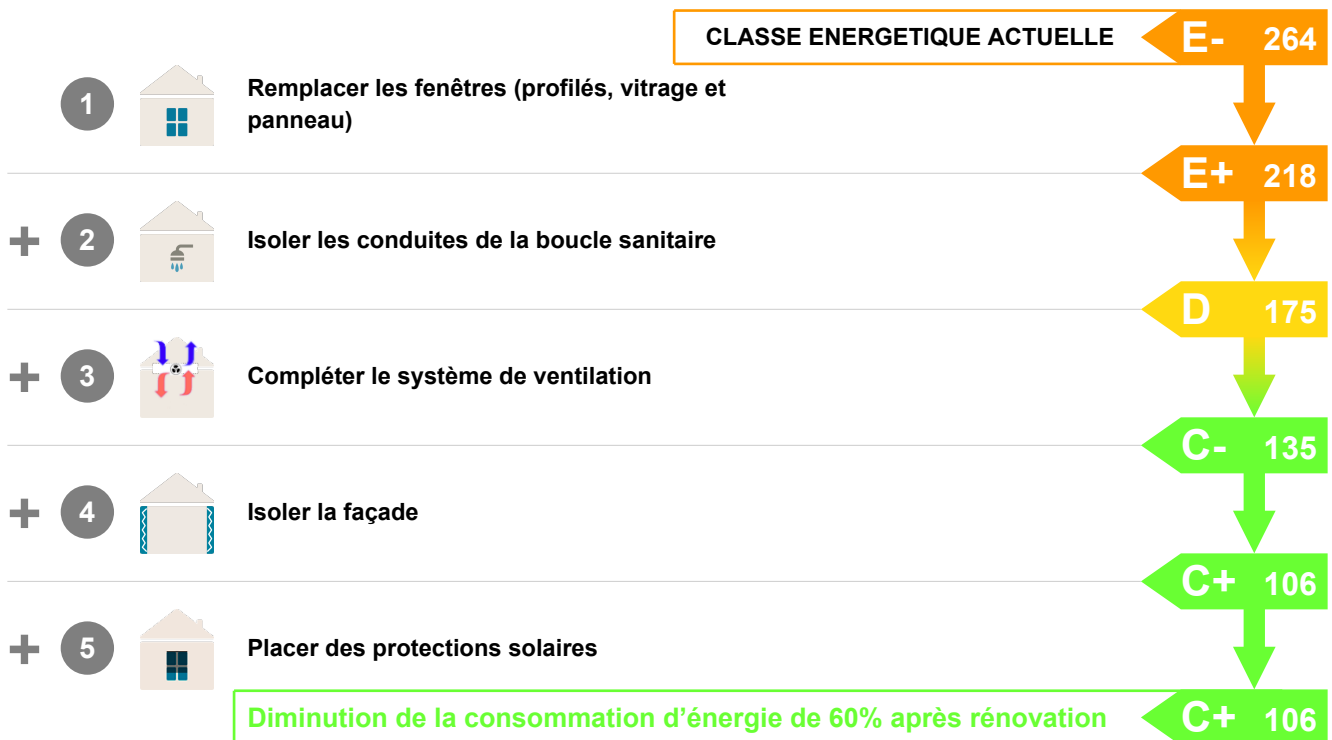 CLASSE ENERGETIQUE ACTUELLE E- 264
1 Remplacer les fenêtres (profilés, vitrage et
panneau)
E+ 218
+ 2 Isoler les conduites de la boucle sanitaire
D 175
+ 3 Compléter le système de ventilation
C- 135
+ 4 Isoler la façade
C+ 106
+ 5 Placer des protections solaires
Diminution de la consommation d’énergie de 60% après rénovation C+ 106